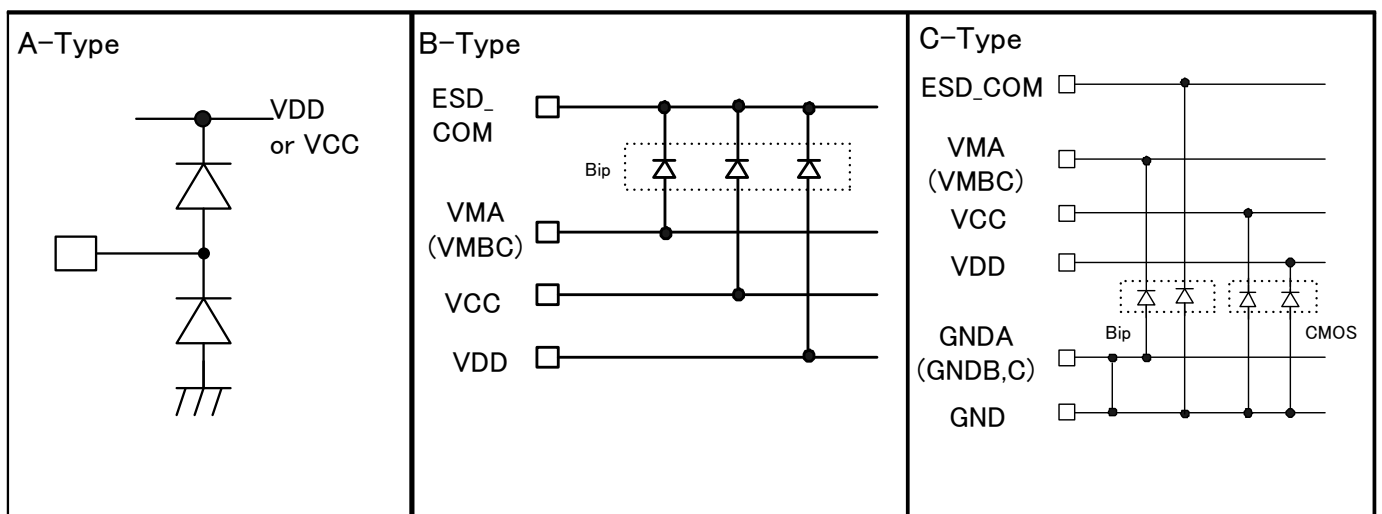 A-Type
VDD
or VCC
B-Type
ESD_
COM
Bip
VMA
(VMBC)
VCC
VDD
C-Type
ESD_COM
VMA
(VMBC)
VCC
VDD
Bip
CMOS
GNDA
(GNDB,C)
GND